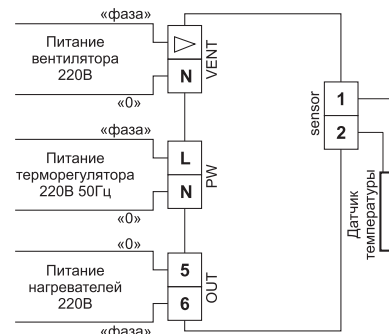 «фаза»
Питание
вентилятора
220В
«0»
N
VENT
«фаза»
Питание
терморегулятора
220В 50Гц
«0»
L
N
PW
«0»
Питание
нагревателей
220В
«фаза»
5
6
OUT
sensor
1
2
Датчик
температуры